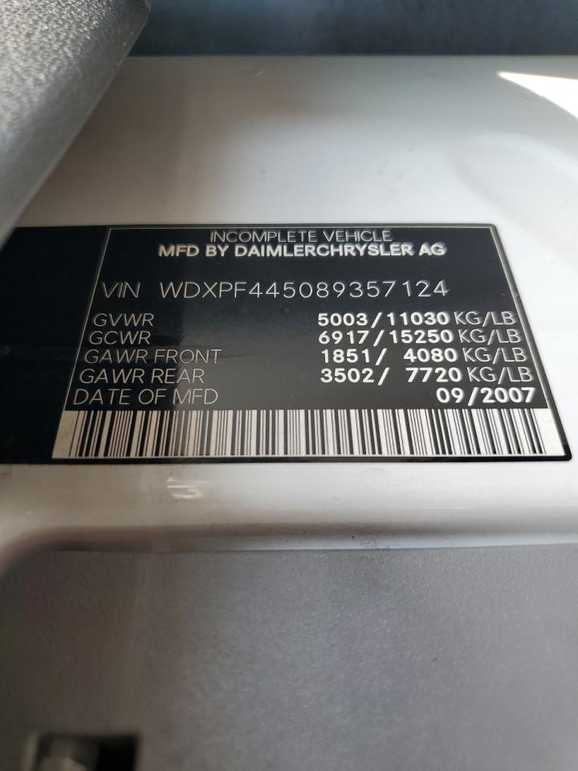 INCOMPLETE VEHICLE
MFD BY DAIMLERCHRYSLER AG
VIN WDXPF445089357124
GVWR 5003/11030 KG/LB
GCWR 6917/15250 KG/LB
GAWR FRONT 1851/ 4080 KG/LB
GAWR REAR 3502/ 7720 KG/LB
DATE OF MFD 09/2007